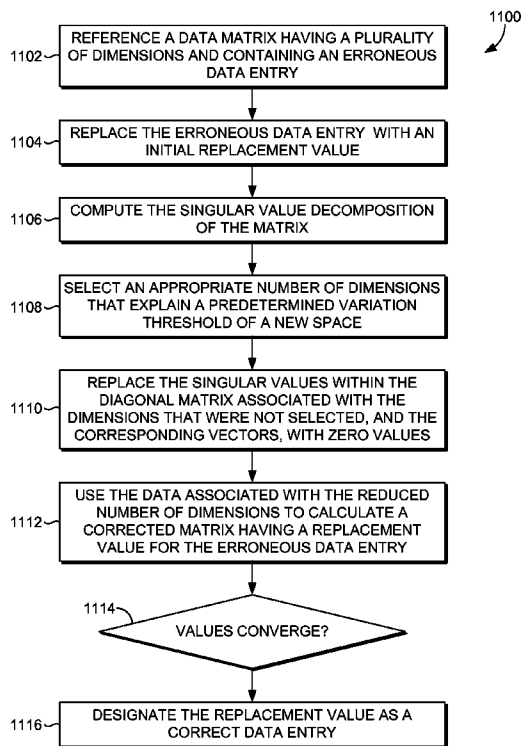 1100
1102
REFERENCE A DATA MATRIX HAVING A PLURALITY
OF DIMENSIONS AND CONTAINING AN ERRONEOUS
DATA ENTRY
1104
REPLACE THE ERRONEOUS DATA ENTRY WITH AN
INITIAL REPLACEMENT VALUE
1106
COMPUTE THE SINGULAR VALUE DECOMPOSITION
OF THE MATRIX
1108
SELECT AN APPROPRIATE NUMBER OF DIMENSIONS
THAT EXPLAIN A PREDETERMINED VARIATION
THRESHOLD OF A NEW SPACE
1110
REPLACE THE SINGULAR VALUES WITHIN THE
DIAGONAL MATRIX ASSOCIATED WITH THE
DIMENSIONS THAT WERE NOT SELECTED, AND THE
CORRESPONDING VECTORS, WITH ZERO VALUES
1112
USE THE DATA ASSOCIATED WITH THE REDUCED
NUMBER OF DIMENSIONS TO CALCULATE A
CORRECTED MATRIX HAVING A REPLACEMENT
VALUE FOR THE ERRONEOUS DATA ENTRY
1114
VALUES CONVERGE?
1116
DESIGNATE THE REPLACEMENT VALUE AS A
CORRECT DATA ENTRY